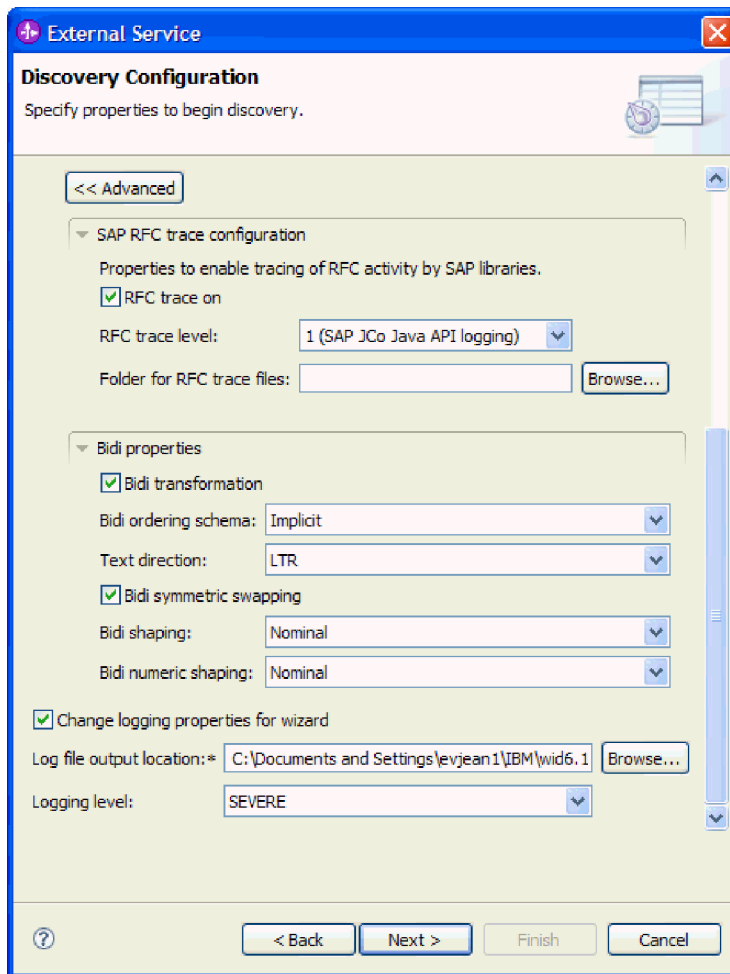 External Service
Discovery Configuration
Specify properties to begin discovery.
<< Advanced
SAP RFC trace configuration
Properties to enable tracing of RFC activity by SAP libraries.
RFC trace on
RFC trace level: 1 (SAP JCo Java API logging)
Folder for RFC trace files: Browse...
Bidi properties
Bidi transformation
Bidi ordering schema: Implicit
Text direction: LTR
Bidi symmetric swapping
Bidi shaping: Nominal
Bidi numeric shaping: Nominal
Change logging properties for wizard
Log file output location:* C:\Documents and Settings\evjean1\IBM\wid6.1 Browse...
Logging level: SEVERE
? < Back Next > Finish Cancel